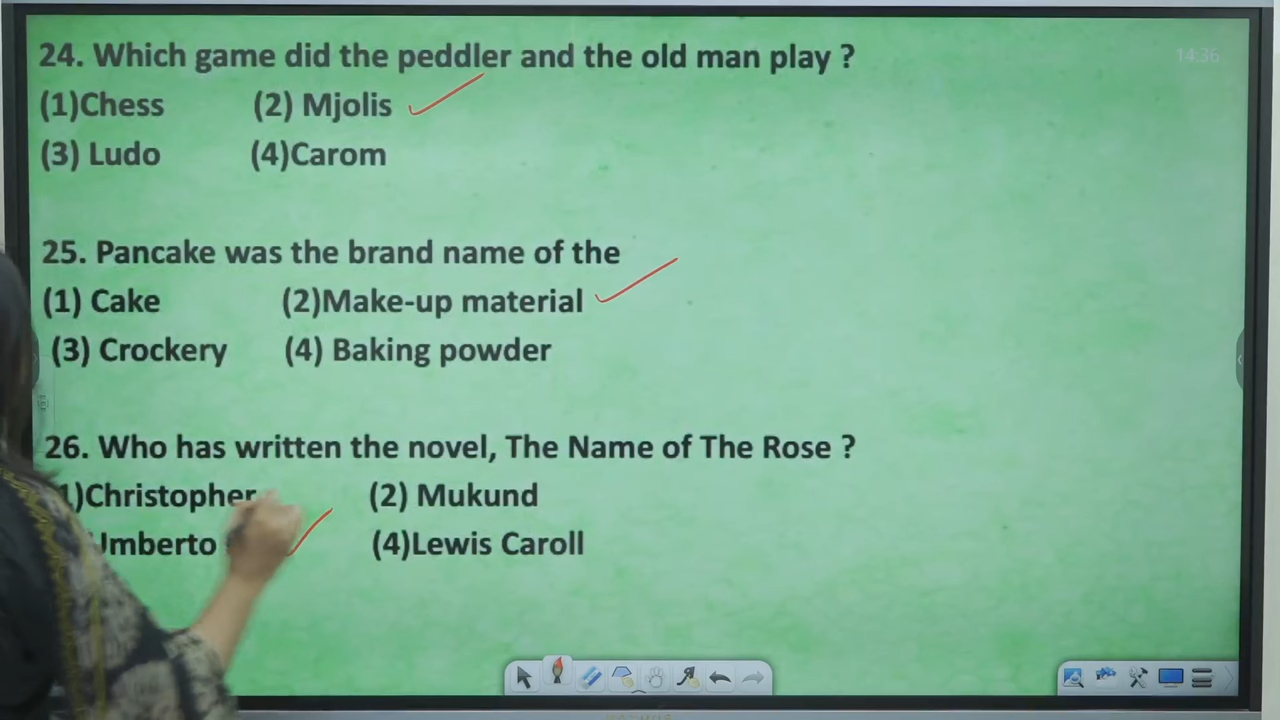 24. Which game did the peddler and the old man play ?
14:36
(1)Chess (2) Mjolis
(3) Ludo (4)Carom
25. Pancake was the brand name of the
(1) Cake (2)Make-up material
(3) Crockery (4) Baking powder
26. Who has written the novel, The Name of The Rose ?
1)Christopher (2) Mukund
Umberto (4)Lewis Caroll